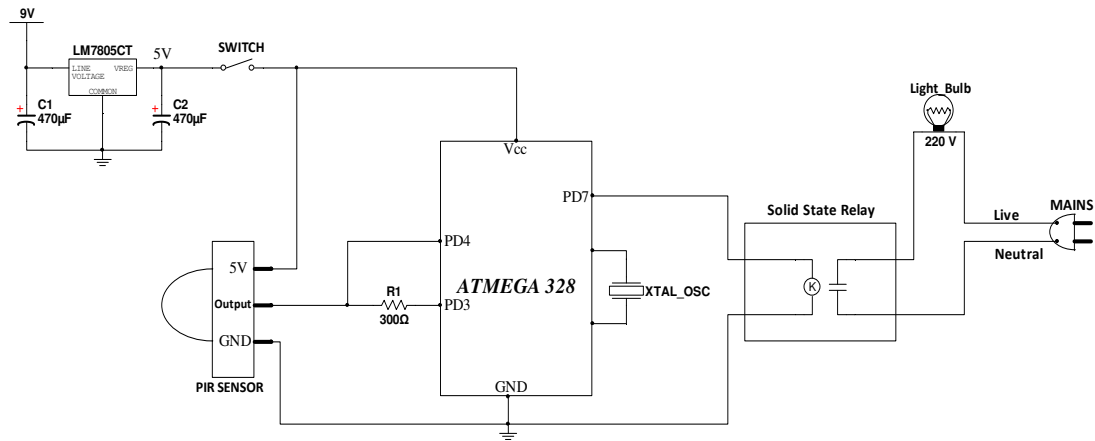 9V
LM7805CT
LINE
VOLTAGE
VREG
COMMON
5V
SWITCH
+
C1
470µF
+
C2
470µF
Light_Bulb
220 V
Vcc
PD7
PD4
PD3
ATMEGA 328
GND
XTAL_OSC
Solid State Relay
K
MAINS
Live
Neutral
5V
Output
GND
PIR SENSOR
R1
300Ω